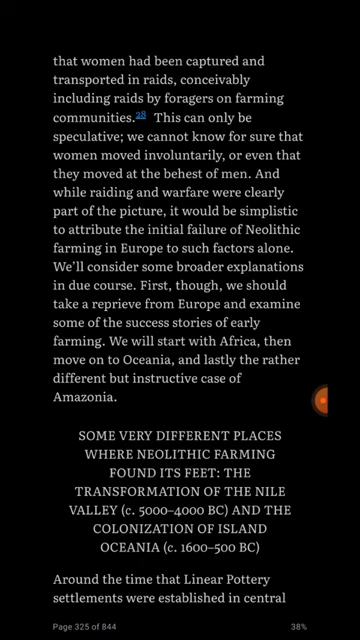 that women had been captured and
transported in raids, conceivably
including raids by foragers on farming
communities.28 This can only be
speculative; we cannot know for sure that
women moved involuntarily, or even that
they moved at the behest of men. And
while raiding and warfare were clearly
part of the picture, it would be simplistic
to attribute the initial failure of Neolithic
farming in Europe to such factors alone.
We’ll consider some broader explanations
in due course. First, though, we should
take a reprieve from Europe and examine
some of the success stories of early
farming. We will start with Africa, then
move on to Oceania, and lastly the rather
different but instructive case of
Amazonia.
SOME VERY DIFFERENT PLACES
WHERE NEOLITHIC FARMING
FOUND ITS FEET: THE
TRANSFORMATION OF THE NILE
VALLEY (c. 5000–4000 BC) AND THE
COLONIZATION OF ISLAND
OCEANIA (c. 1600–500 BC)
Around the time that Linear Pottery
settlements were established in central
Page 325 of 844 38%